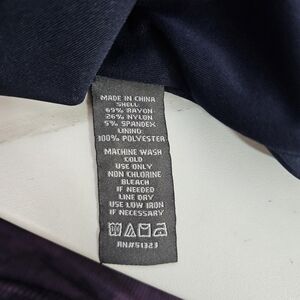 MADE IN CHINA
SHELL
69% RAYON
26% NYLON
5% SPANDEX
LINING:
100% POLYESTER
MACHINE WASH
COLD
USE ONLY
NON CHLORINE
BLEACH
IF NEEDED
LINE DRY
USE LOW IRON
IF NECESSARY
RN#51323